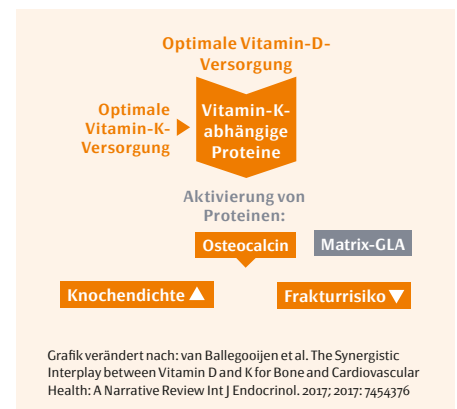 Optimale Vitamin-D-
Versorgung
Optimale
Vitamin-K-
Versorgung
Vitamin-K-
abhängige
Proteine
Aktivierung von
Proteinen:
Osteocalcin
Matrix-GLA
Knochendichte
Frakturrisiko
Grafik verändert nach: van Ballegooijen et al. The Synergistic
Interplay between Vitamin D and K for Bone and Cardiovascular
Health: A Narrative Review Int J Endocrinol. 2017; 2017: 7454376